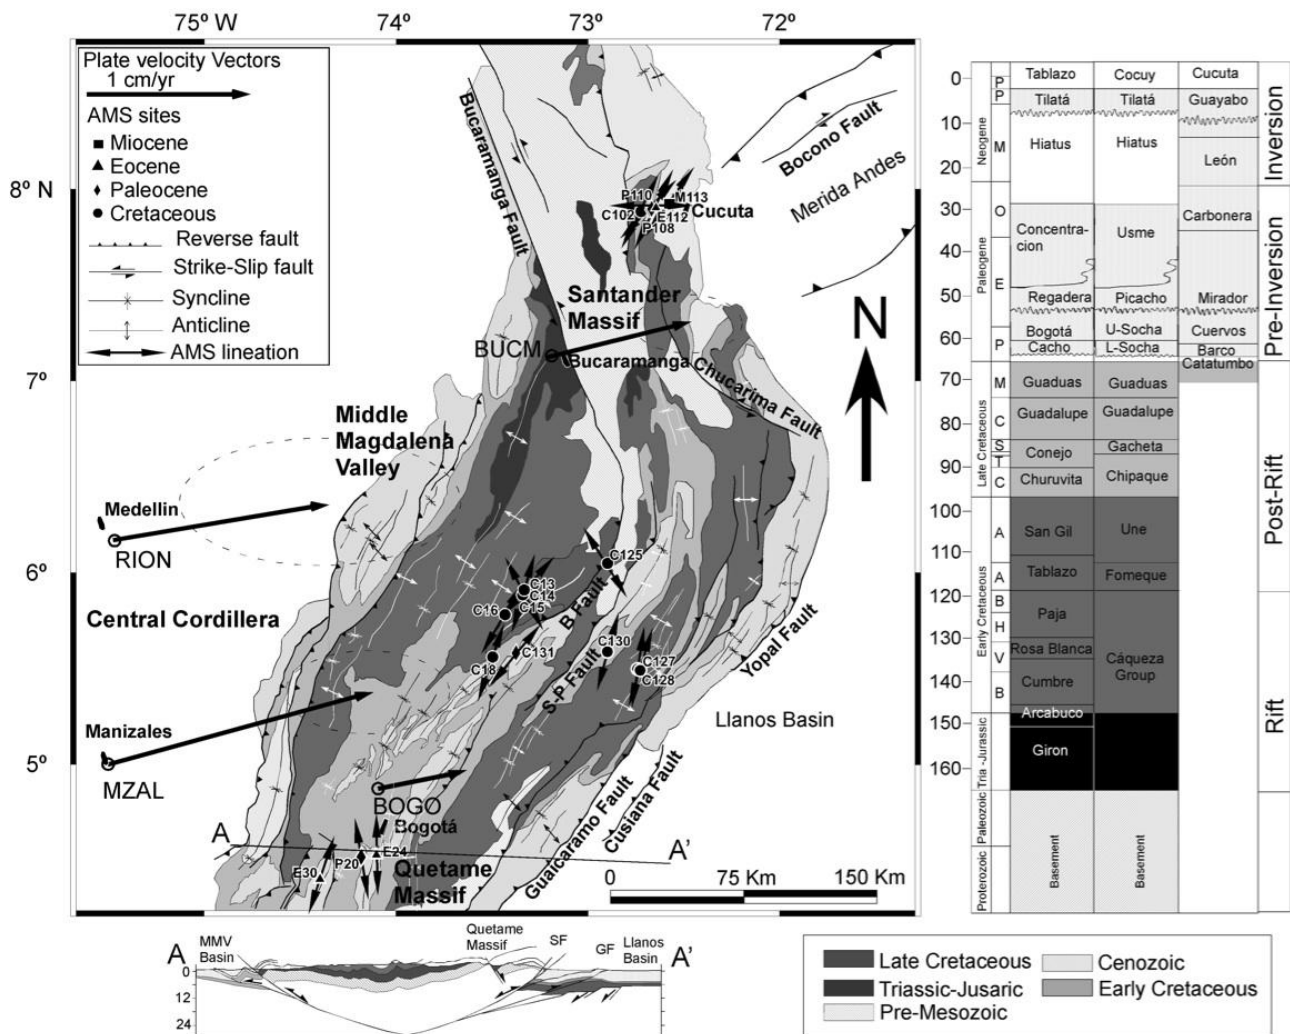 75º W
74º
73º
72º
8º N
7º
6º
5º
Plate velocity Vectors
1 cm/yr
AMS sites
Miocene
Eocene
Paleocene
Cretaceous
Reverse fault
Strike-Slip fault
Syncline
Anticline
AMS lineation
Bucaramanga Fault
Bocono Fault
Merida Andes
P110
M113
C102
E112
Cucuta
P108
Santander
Massif
N
BUCM
Bucaramanga
Chucarima Fault
Middle
Magdalena
Valley
Medellin
RION
C125
C13
C14
C15
C16
B Fault
Central Cordillera
C130
C131
C18
C127
C128
S-P Fault
Yopal Fault
Llanos Basin
Manizales
MZAL
BOGO
Bogotá
Guaicaramo Fault
Cusiana Fault
A
A'
E24
P20
E30
Quetame
Massif
0
75 Km
150 Km
A
MMV
Basin
Quetame
Massif
SF
GF
Llanos
Basin
A'
0
12
24
0
10
20
30
40
50
60
70
80
90
100
110
120
130
140
150
160
Neogene
Paleogene
Late Cretaceous
Early Cretaceous
Tria -Jurassic
Paleozoic
Proterozoic
P
P
M
O
E
P
M
C
S
T
C
A
A
B
H
V
B
Tablazo
Cocuy
Cucuta
Tilatá
Tilatá
Guayabo
Hiatus
Hiatus
León
Carbonera
Concentra-
cion
Usme
Regadera
Picacho
Mirador
Bogotá
U-Socha
Cuervos
Cacho
L-Socha
Barco
Catatumbo
Guaduas
Guaduas
Guadalupe
Guadalupe
Conejo
Gacheta
Churuvita
Chipaque
San Gil
Une
Tablazo
Fomeque
Paja
Rosa Blanca
Cáqueza
Group
Cumbre
Arcabuco
Giron
Basement
Basement
Inversion
Pre-Inversion
Post-Rift
Rift
Late Cretaceous
Cenozoic
Triassic-Jusaric
Early Cretaceous
Pre-Mesozoic